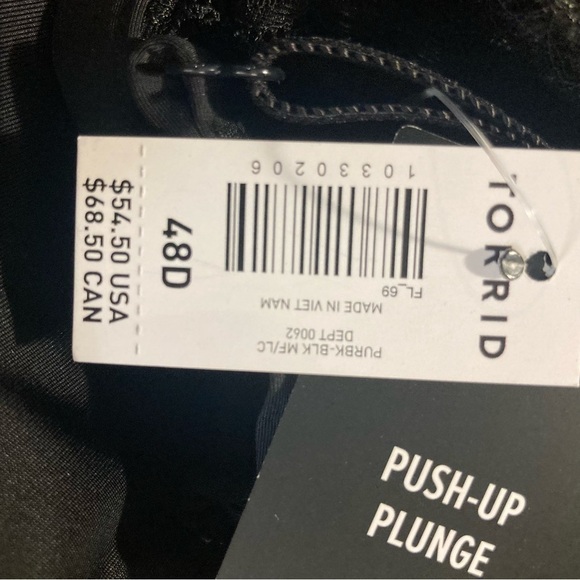 TORRID
PURBK-BLK MF/LC
DEPT 0062
MADE IN VIET NAM
FL_69
10330206
48D
$54.50 USA
$68.50 CAN
PUSH-UP
PLUNGE